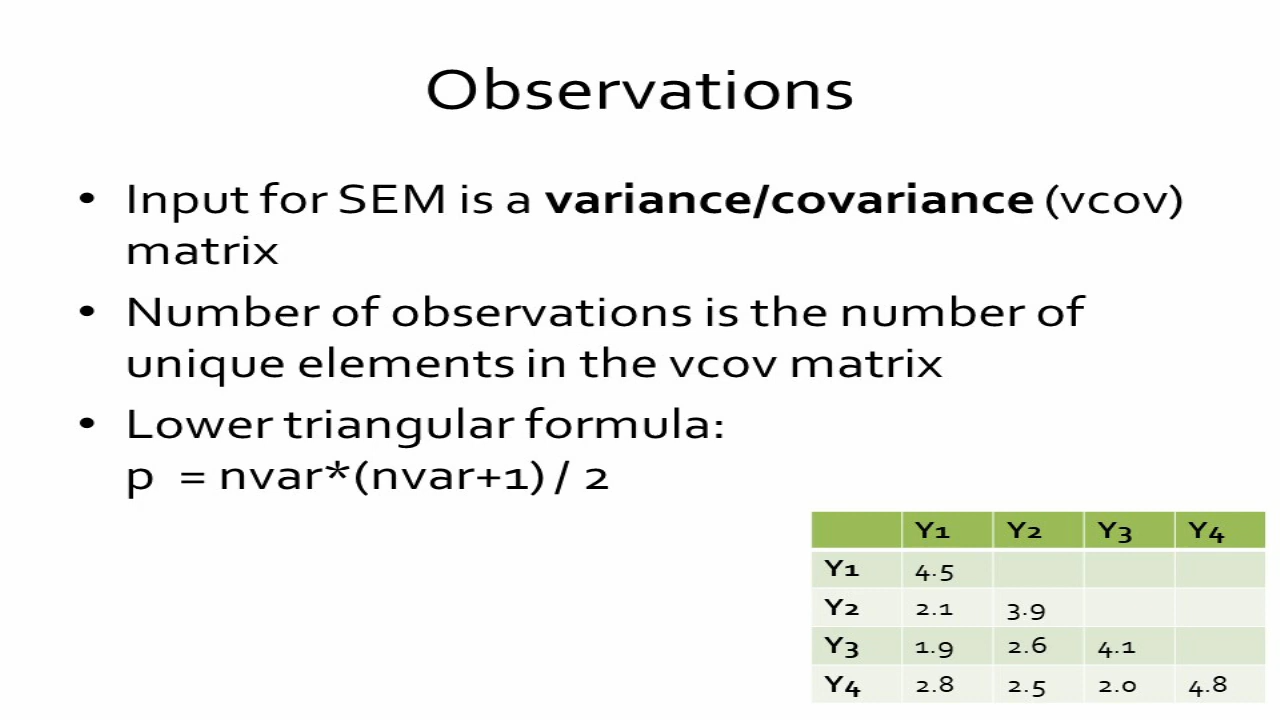 Observations
• Input for SEM is a variance/covariance (vcov)
matrix
• Number of observations is the number of
unique elements in the vcov matrix
• Lower triangular formula:
p = nvar*(nvar+1) / 2
Y1 Y2 Y3 Y4
Y1 4.5
Y2 2.1 3.9
Y3 1.9 2.6 4.1
Y4 2.8 2.5 2.0 4.8